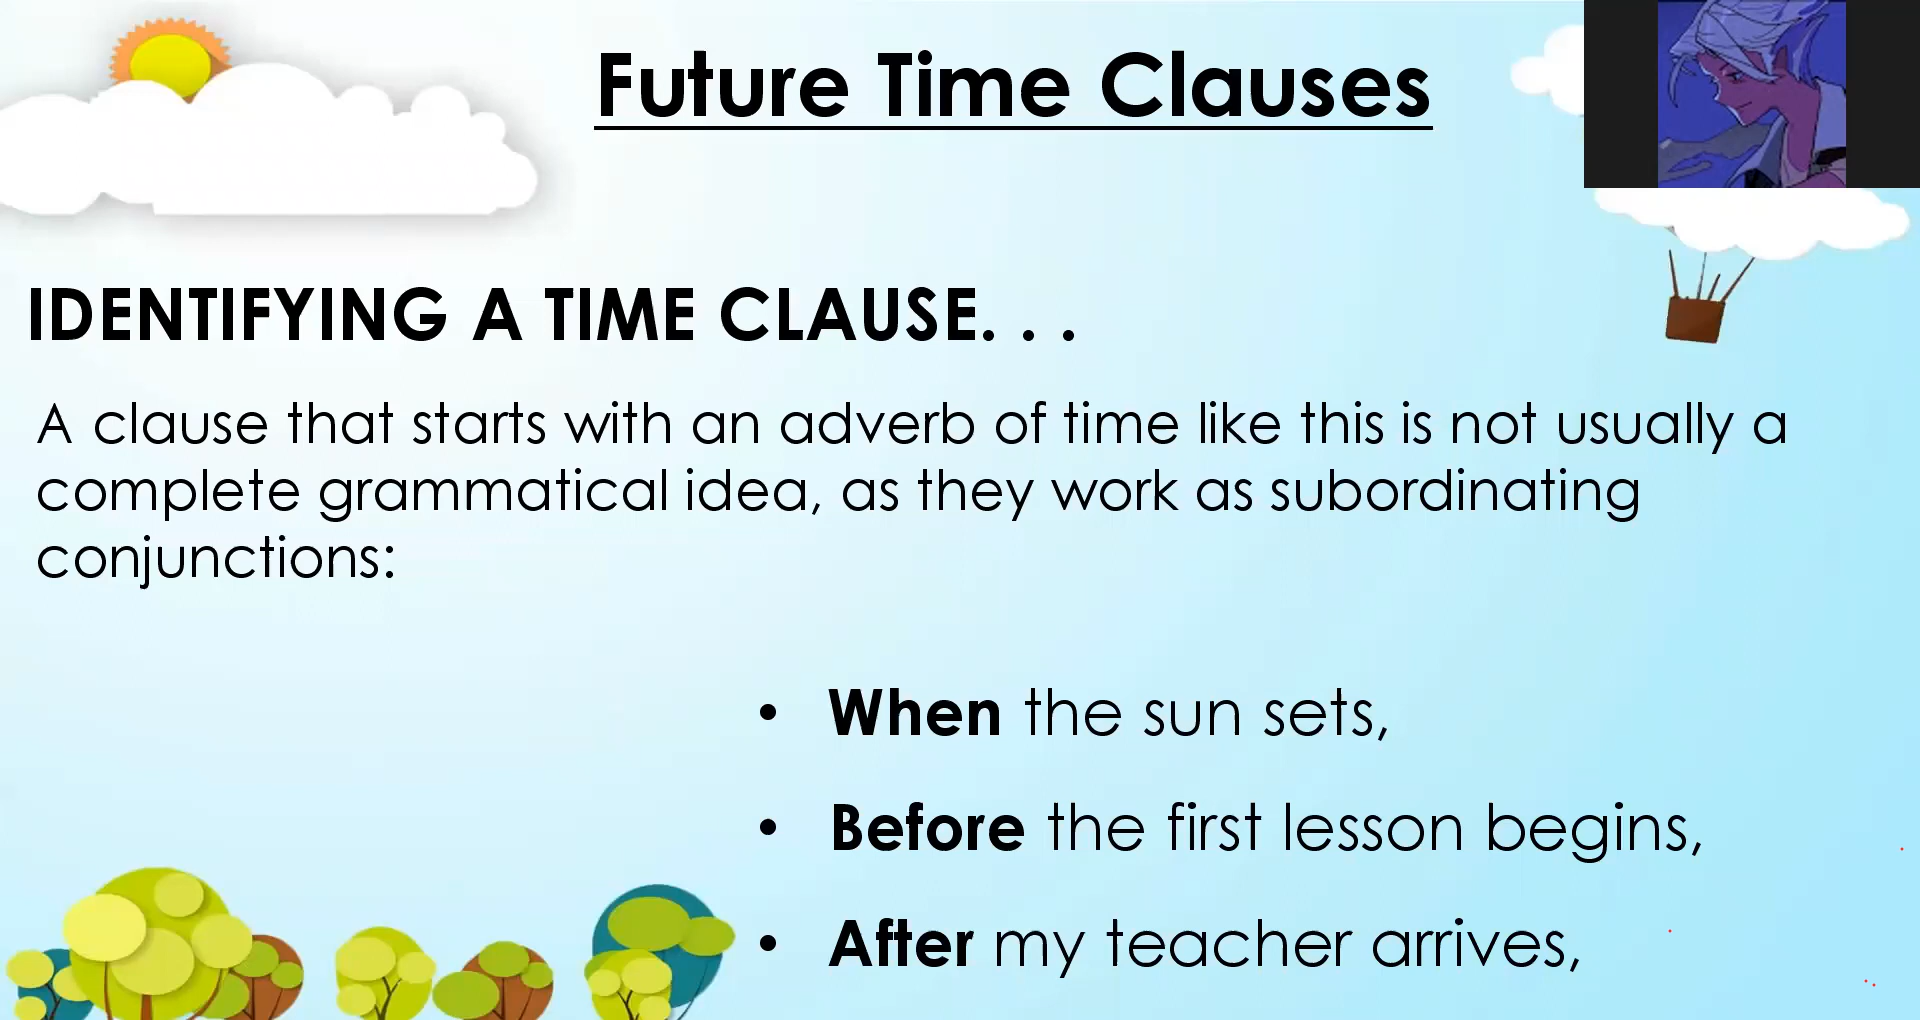 Future Time Clauses
IDENTIFYING A TIME CLAUSE. . .
A clause that starts with an adverb of time like this is not usually a
complete grammatical idea, as they work as subordinating
conjunctions:
• When the sun sets,
• Before the first lesson begins,
• After my teacher arrives,